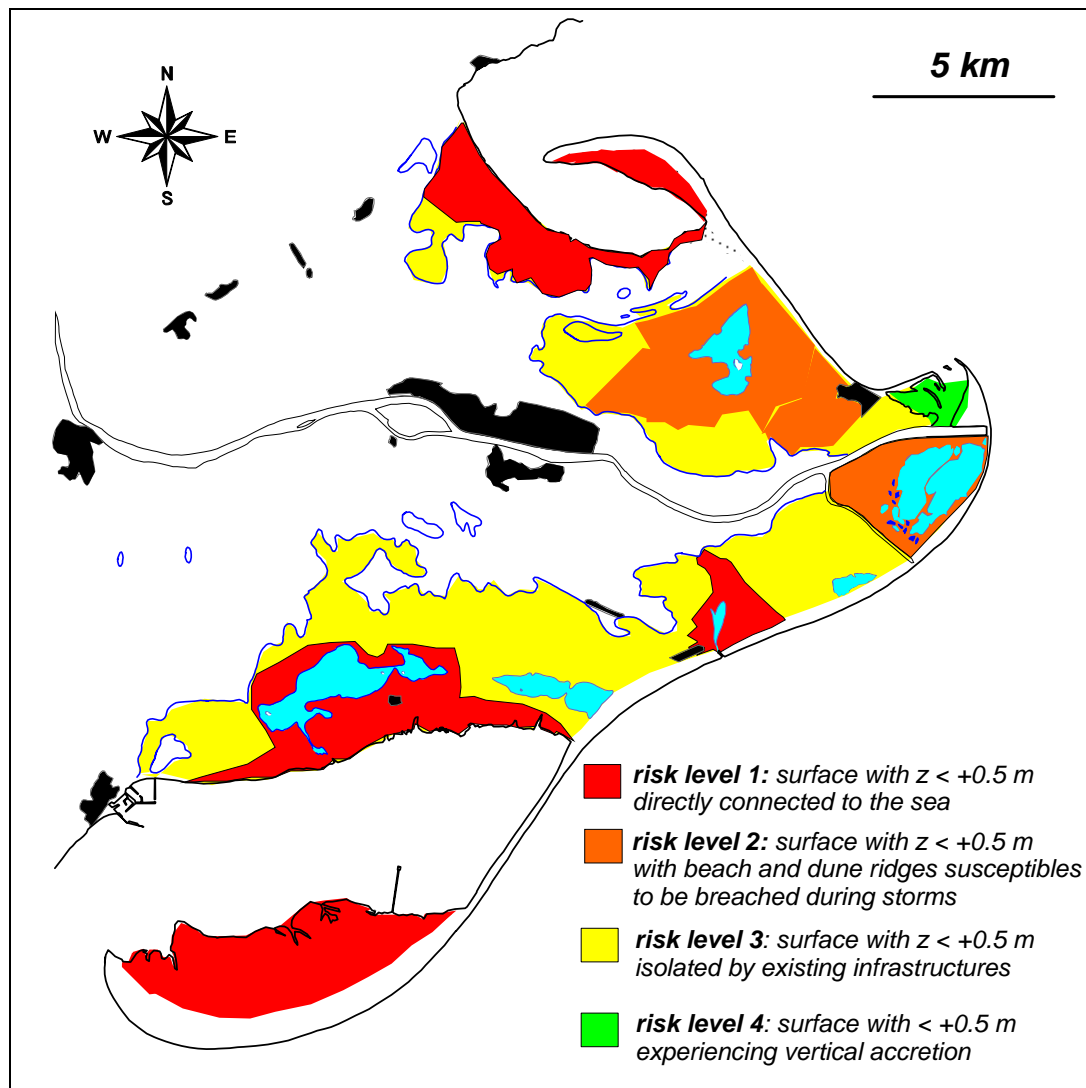 5 km
N
W E
S
risk level 1: surface with z < +0.5 m
directly connected to the sea
risk level 2: surface with z < +0.5 m
with beach and dune ridges susceptibles
to be breached during storms
risk level 3: surface with z < +0.5 m
isolated by existing infrastructures
risk level 4: surface with < +0.5 m
experiencing vertical accretion